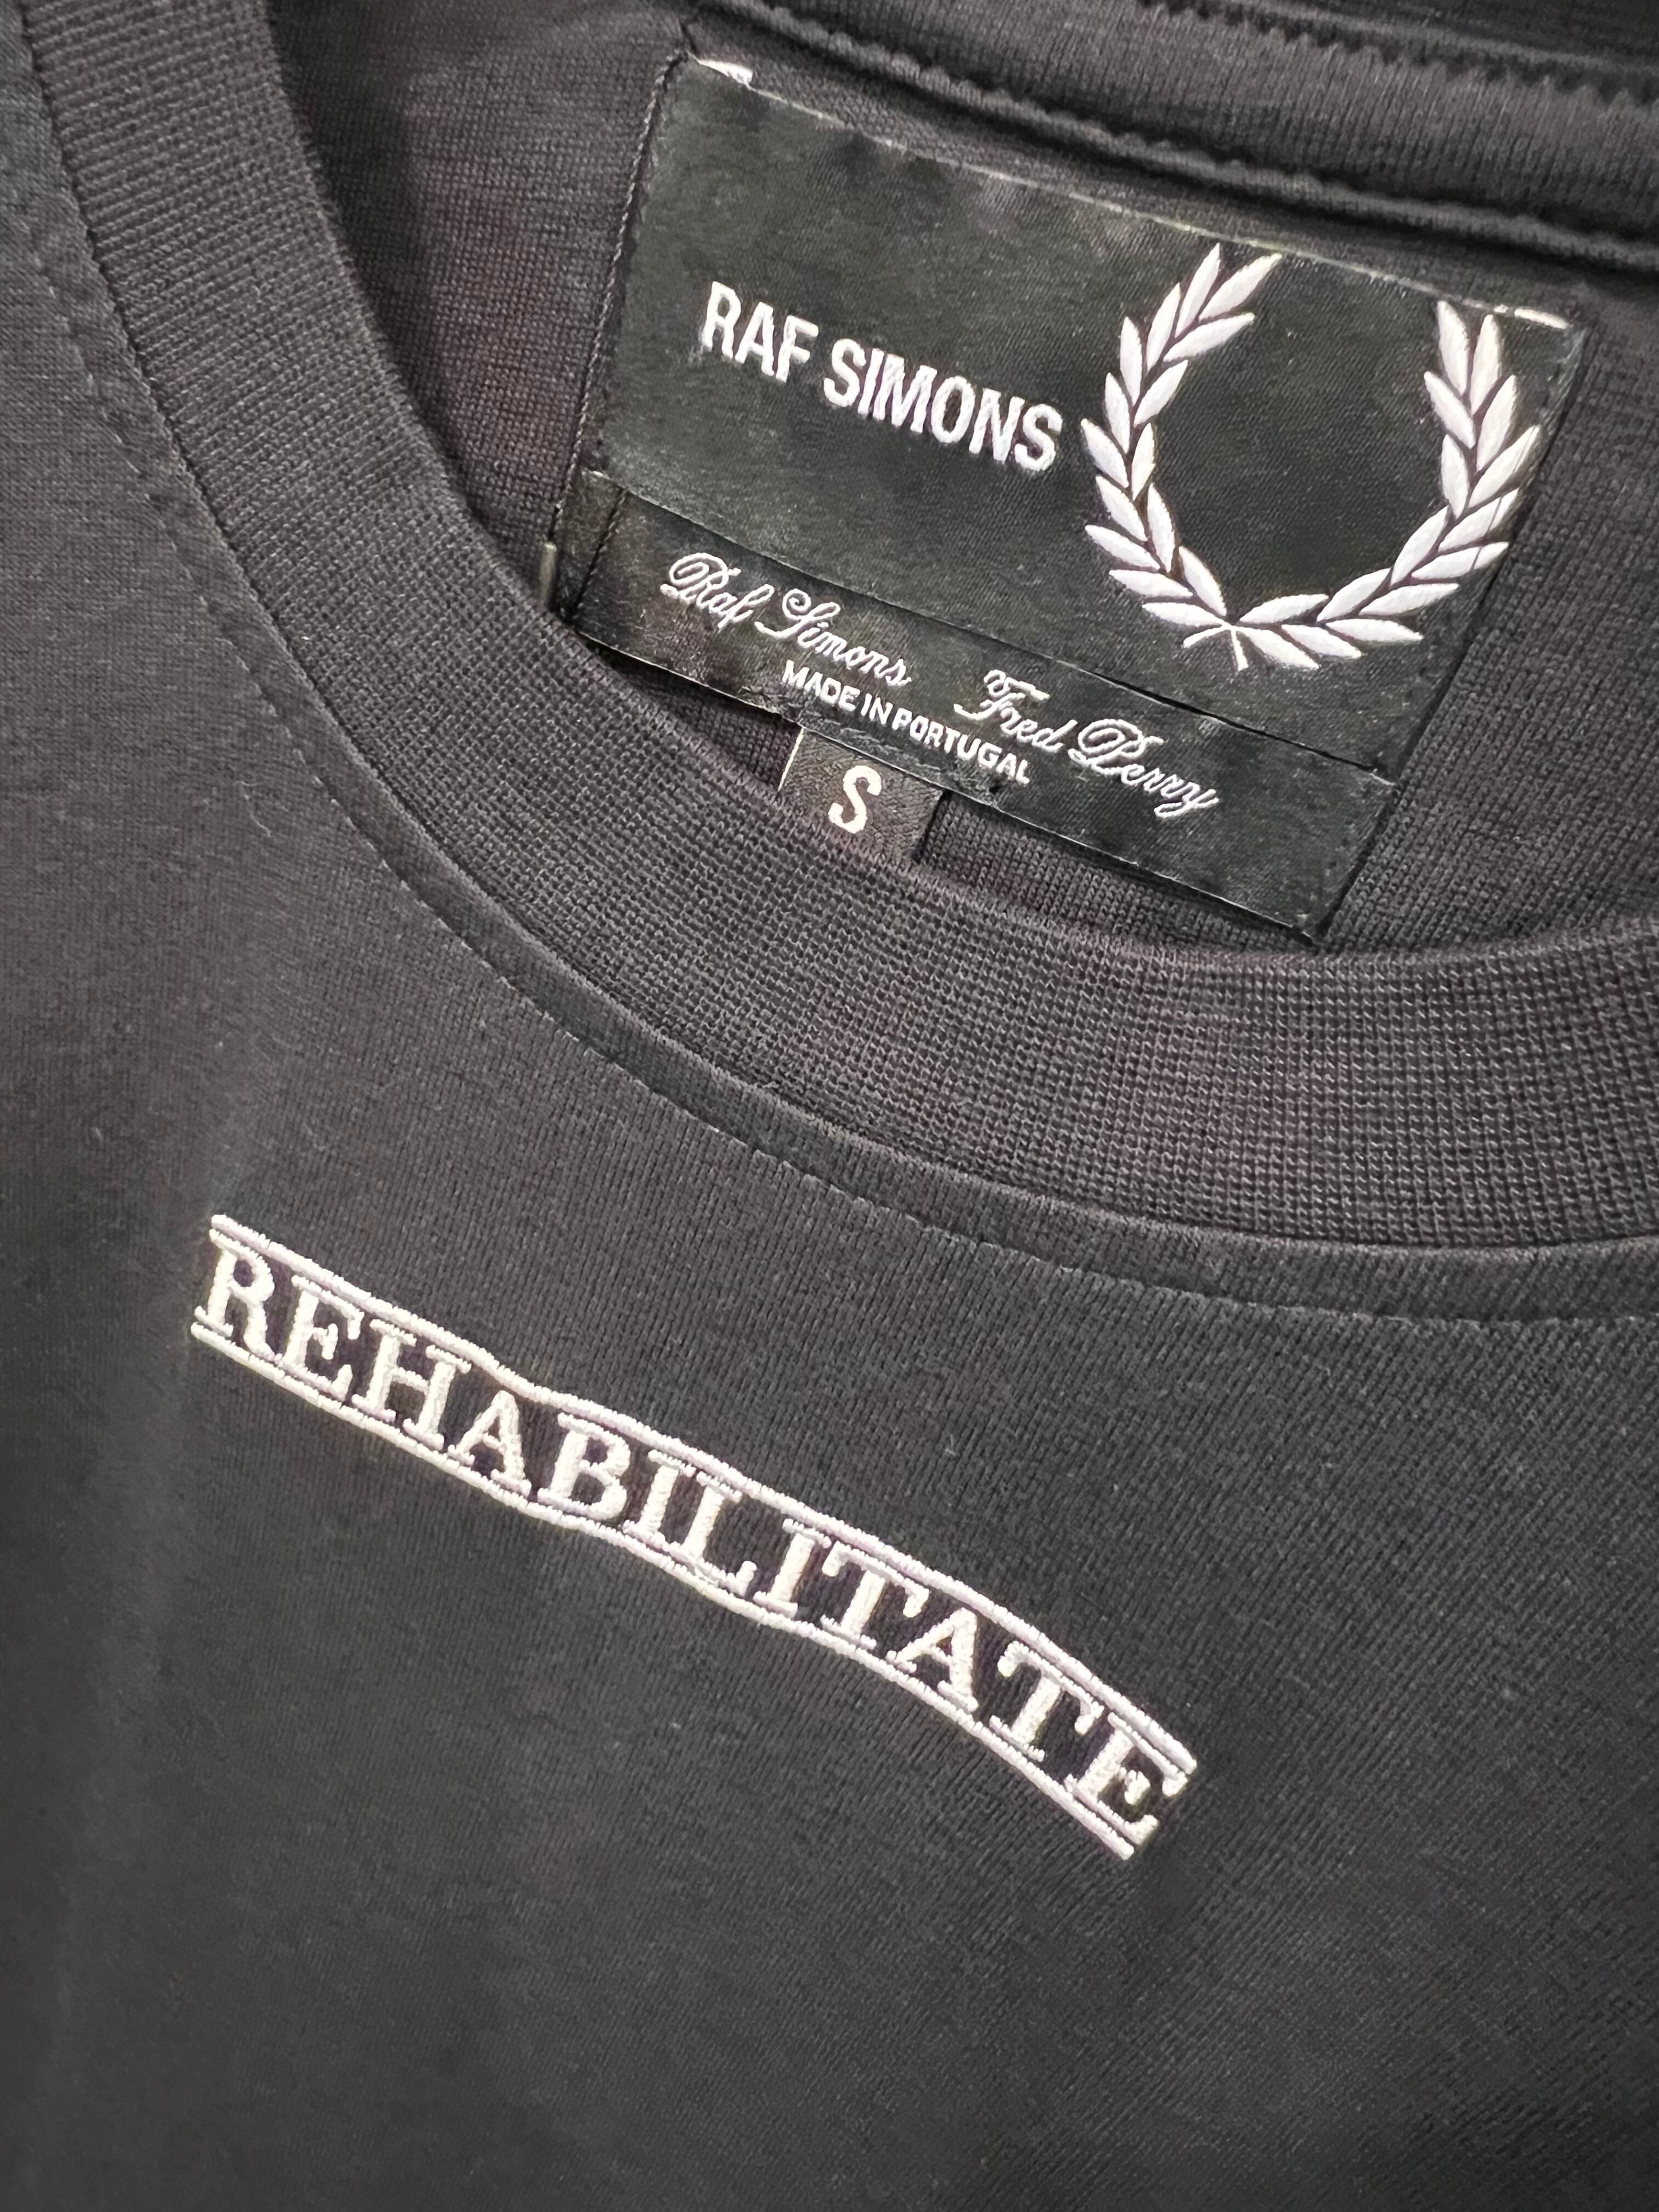 RAF SIMONS
Raf Simons Fred Perry
MADE IN PORTUGAL
S
REHABILITATE